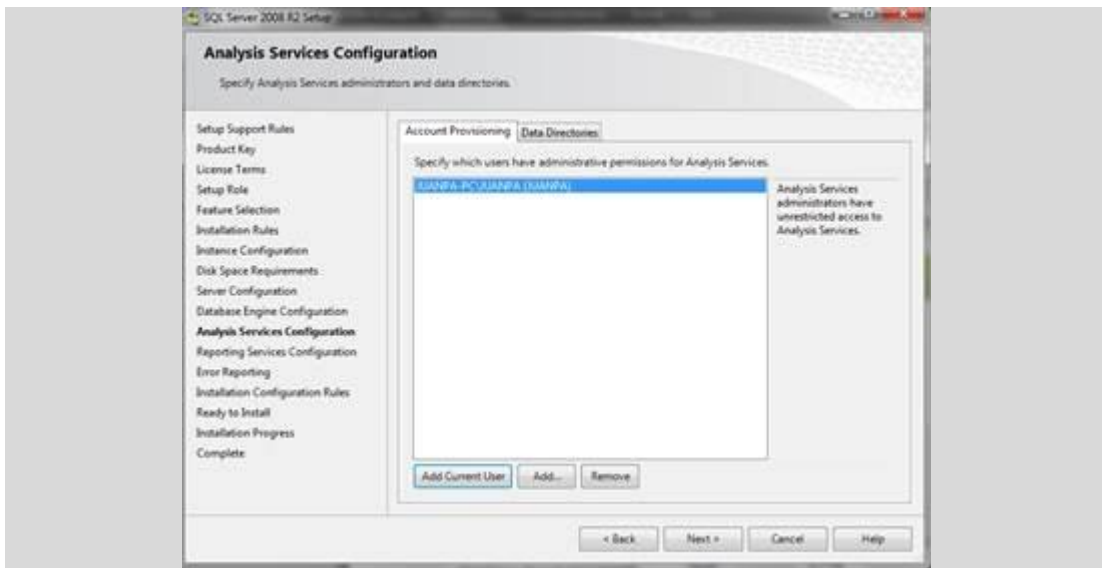 SQL Server 2008 R2 Setup
Analysis Services Configuration
Specify Analysis Services administrators and data directories.
Setup Support Rules
Product Key
License Terms
Setup Role
Feature Selection
Installation Rules
Instance Configuration
Disk Space Requirements
Server Configuration
Database Engine Configuration
Analysis Services Configuration
Reporting Services Configuration
Error Reporting
Installation Configuration Rules
Ready to Install
Installation Progress
Complete
Account Provisioning
Data Directories
Specify which users have administrative permissions for Analysis Services.
JUANPA-PC\JUANPA (JUANPA)
Analysis Services
administrators have
unrestricted access to
Analysis Services.
Add Current User
Add...
Remove
< Back
Next >
Cancel
Help